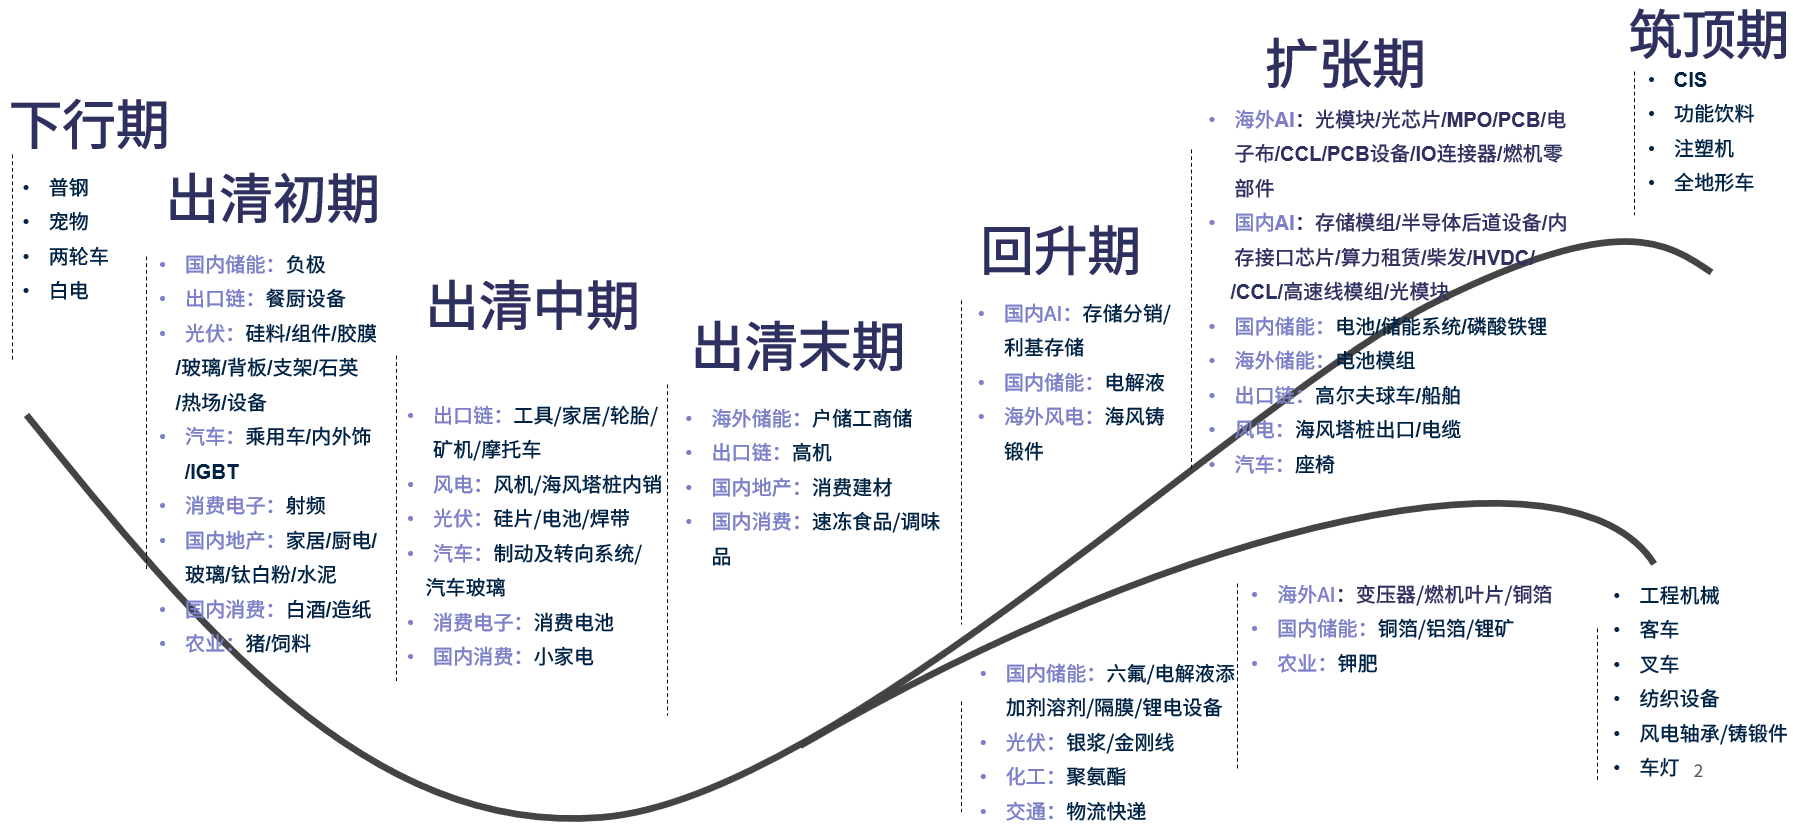 下行期
• 普钢
• 宠物
• 两轮车
• 白电
出清初期
• 国内储能：负极
• 出口链：餐厨设备
• 光伏：硅料/组件/胶膜
/玻璃/背板/支架/石英
/热场/设备
• 汽车：乘用车/内外饰
/IGBT
• 消费电子：射频
• 国内地产：家居/厨电/
玻璃/钛白粉/水泥
• 国内消费：白酒/造纸
• 农业：猪/饲料
出清中期
• 出口链：工具/家居/轮胎/
矿机/摩托车
• 风电：风机/海风塔桩内销
• 光伏：硅片/电池/焊带
• 汽车：制动及转向系统/
汽车玻璃
• 消费电子：消费电池
• 国内消费：小家电
出清末期
• 海外储能：户储工商储
• 出口链：高机
• 国内地产：消费建材
• 国内消费：速冻食品/调味
品
回升期
• 国内AI：存储分销/
利基存储
• 国内储能：电解液
• 海外风电：海风铸
锻件
• 国内储能：六氟/电解液添
加剂溶剂/隔膜/锂电设备
• 光伏：银浆/金刚线
• 化工：聚氨酯
• 交通：物流快递
扩张期
• 海外AI：光模块/光芯片/MPO/PCB/电
子布/CCL/PCB设备/IO连接器/燃机零
部件
• 国内AI：存储模组/半导体后道设备/内
存接口芯片/算力租赁/柴发/HVDC/
/CCL/高速线模组/光模块
• 国内储能：电池/储能系统/磷酸铁锂
• 海外储能：电池模组
• 出口链：高尔夫球车/船舶
• 风电：海风塔桩出口/电缆
• 汽车：座椅
• 海外AI：变压器/燃机叶片/铜箔
• 国内储能：铜箔/铝箔/锂矿
• 农业：钾肥
筑顶期
• CIS
• 功能饮料
• 注塑机
• 全地形车
• 工程机械
• 客车
• 叉车
• 纺织设备
• 风电轴承/铸锻件
• 车灯
2